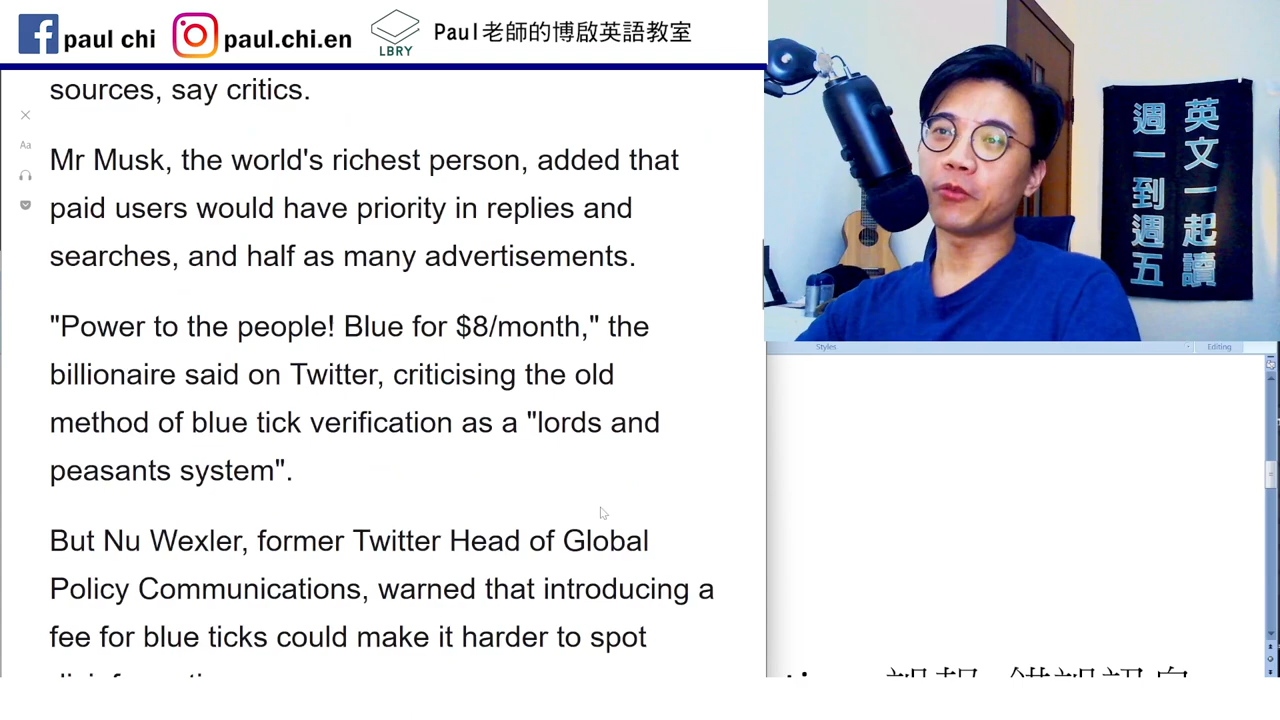 paul chi
paul.chi.en
LBRY
Paul老師的博啟英語教室
sources, say critics.
Aa
Mr Musk, the world's richest person, added that
paid users would have priority in replies and
searches, and half as many advertisements.
"Power to the people! Blue for $8/month," the
billionaire said on Twitter, criticising the old
method of blue tick verification as a "lords and
peasants system".
But Nu Wexler, former Twitter Head of Global
Policy Communications, warned that introducing a
fee for blue ticks could make it harder to spot
英文一起讀
週一到週五
Styles
Editing